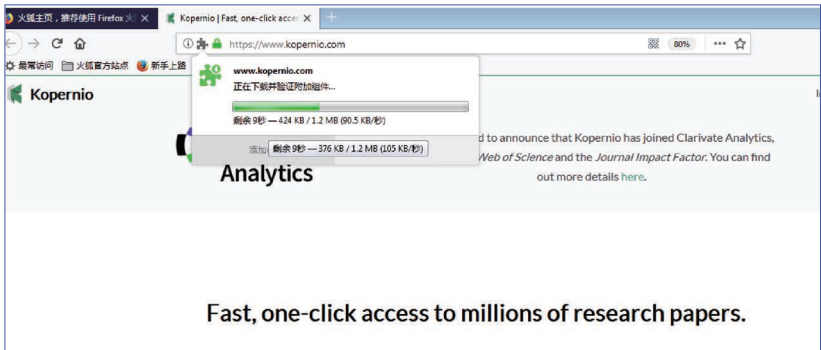 火狐主页，推荐使用 Firefox 火
Kopernio | Fast, one-click acce
https://www.kopernio.com
80%
最常访问 火狐官方站点 新手上路
Kopernio
www.kopernio.com
正在下载并验证附加组件...
剩余 9秒 — 424 KB / 1.2 MB (90.5 KB/秒)
添加
剩余 9秒 — 376 KB / 1.2 MB (105 KB/秒)
Analytics
d to announce that Kopernio has joined Clarivate Analytics,
Web of Science and the Journal Impact Factor. You can find
out more details here.
Fast, one-click access to millions of research papers.